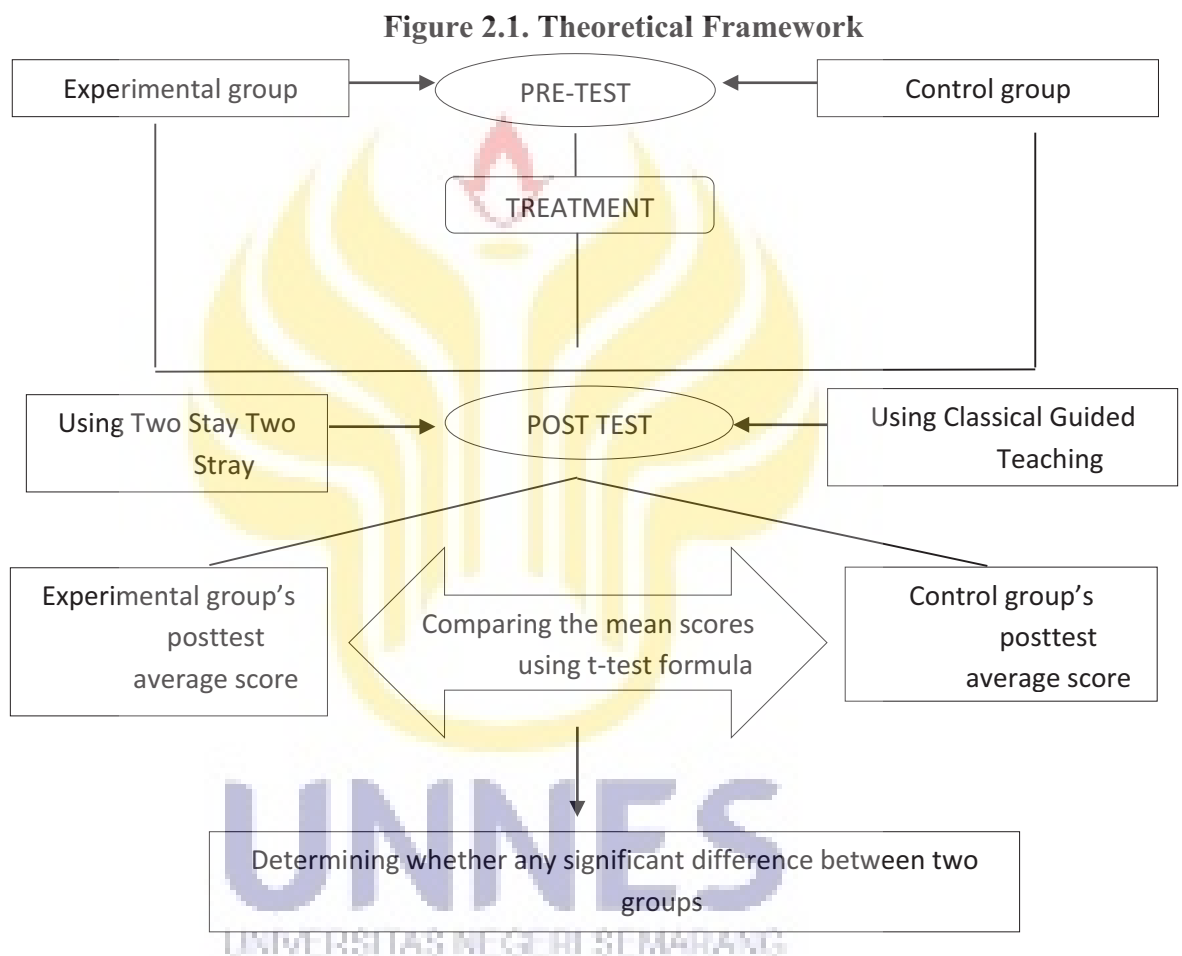 Figure 2.1. Theoretical Framework
Experimental group
PRE-TEST
Control group
TREATMENT
Using Two Stay Two
Stray
POST TEST
Using Classical Guided
Teaching
Experimental group's
posttest
average score
Comparing the mean scores
using t-test formula
Control group's
posttest
average score
Determining whether any significant difference between two
groups
UNNES
UNIVERSITAS NEGERI SEMARANG